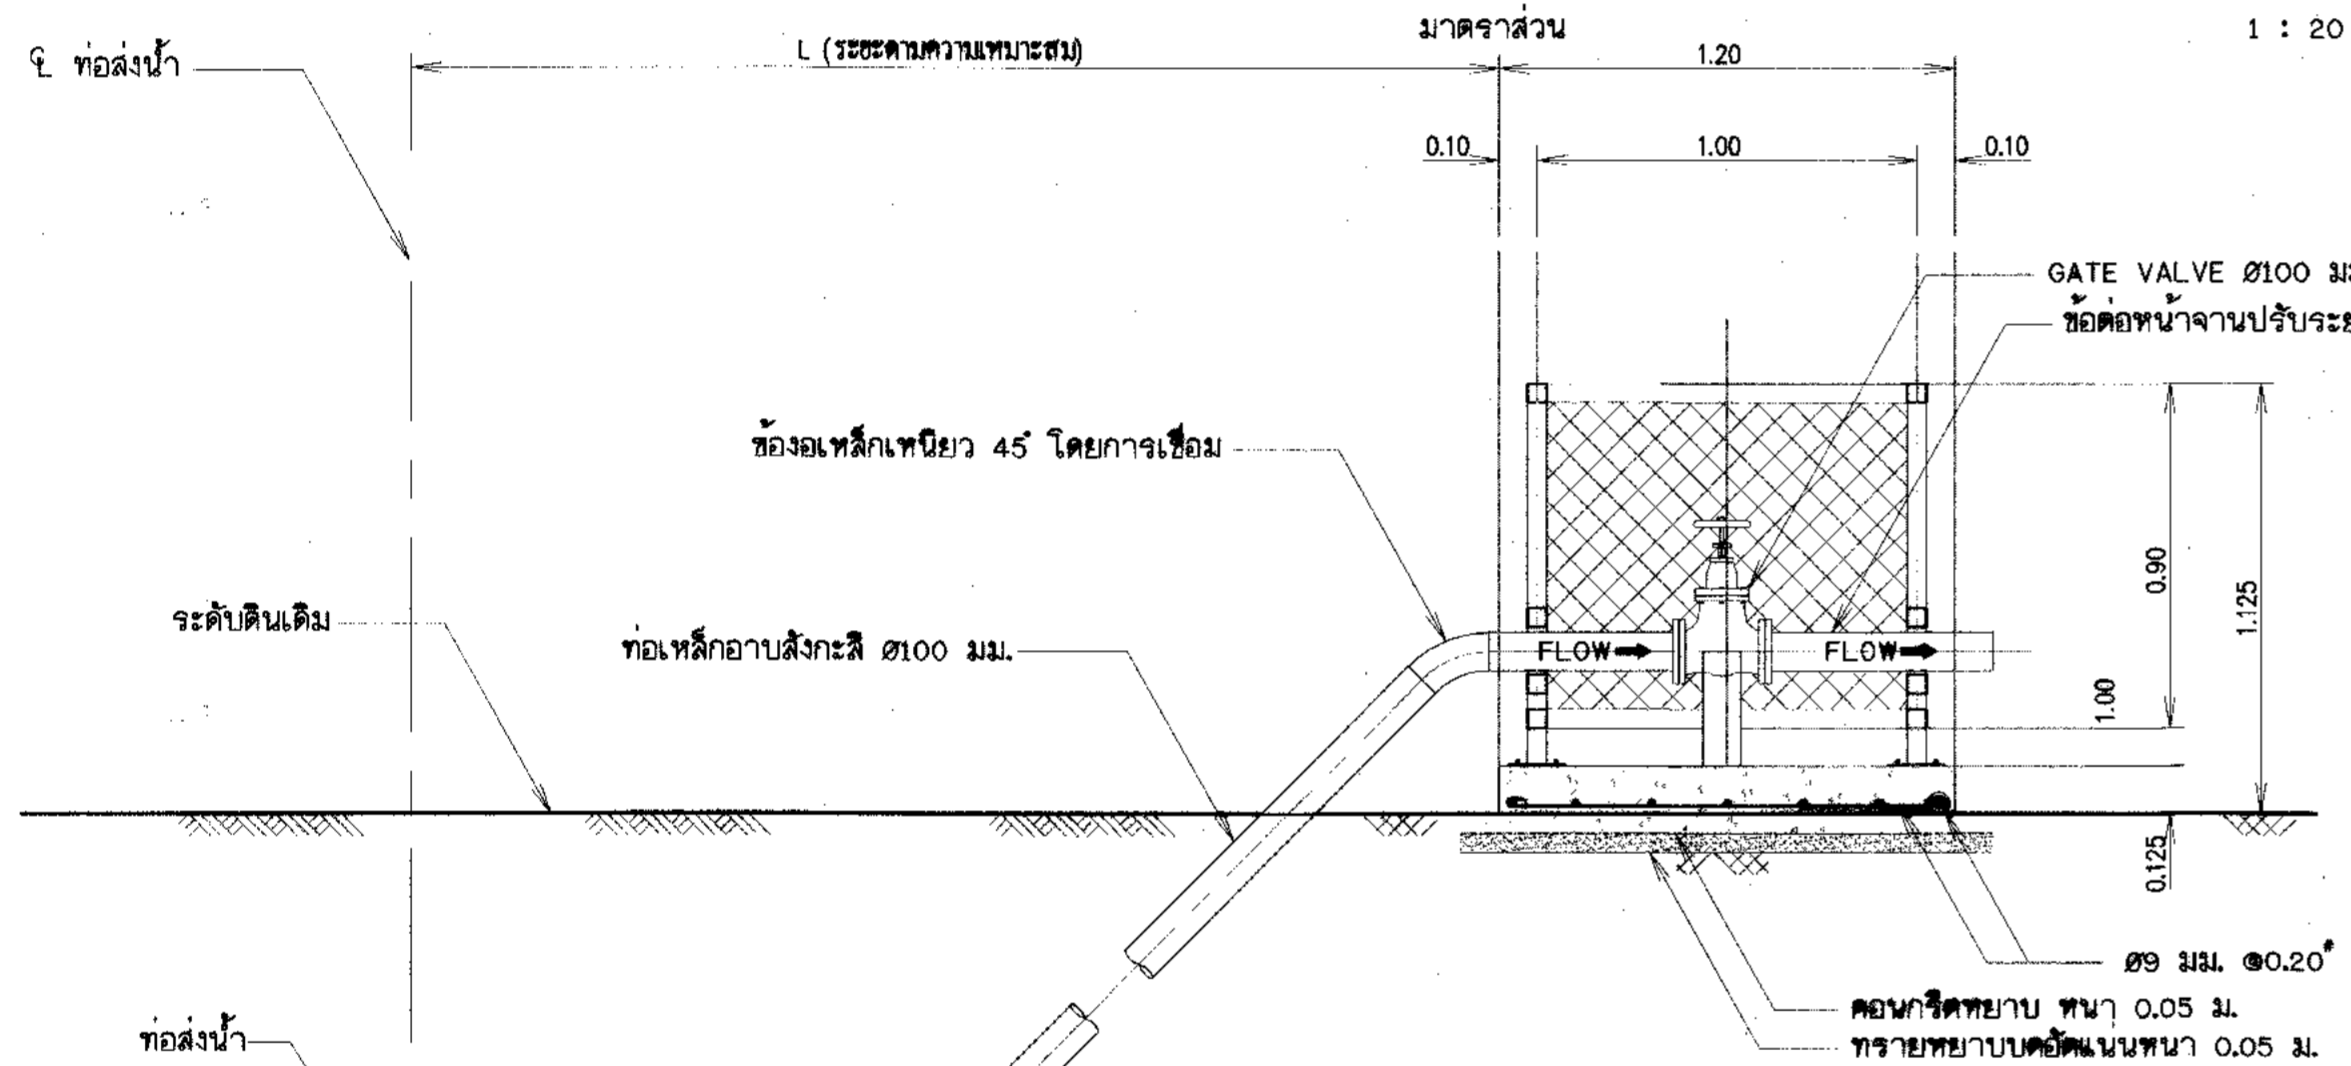 มาตราส่วน 1 : 20
℄ ท่อส่งน้ำ
L (ระยะตามความเหมาะสม)
1.20
0.10
1.00
0.10
GATE VALVE Ø100 มม
ข้อต่อหน้าจานปรับระย
ข้องอเหล็กเหนียว 45° โดยการเชื่อม
ระดับดินเดิม
ท่อเหล็กอาบสังกะสี Ø100 มม.
FLOW
FLOW
0.90
1.125
1.00
0.125
Ø9 มม. @0.20#
คอนกรีตหยาบ หนา 0.05 ม.
ทรายหยาบบดอัดแน่นหนา 0.05 ม.
ท่อส่งน้ำ